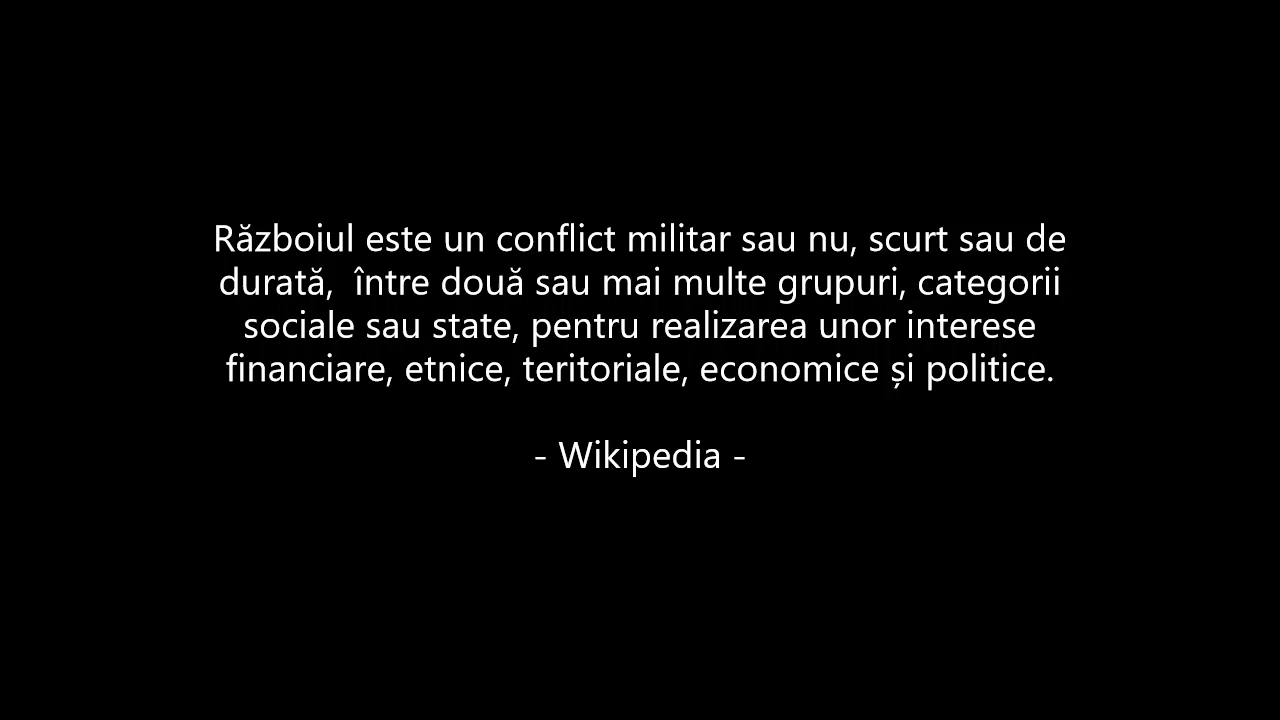 Războiul este un conflict militar sau nu, scurt sau de
durată,  între două sau mai multe grupuri, categorii
sociale sau state, pentru realizarea unor interese
financiare, etnice, teritoriale, economice și politice.
- Wikipedia -